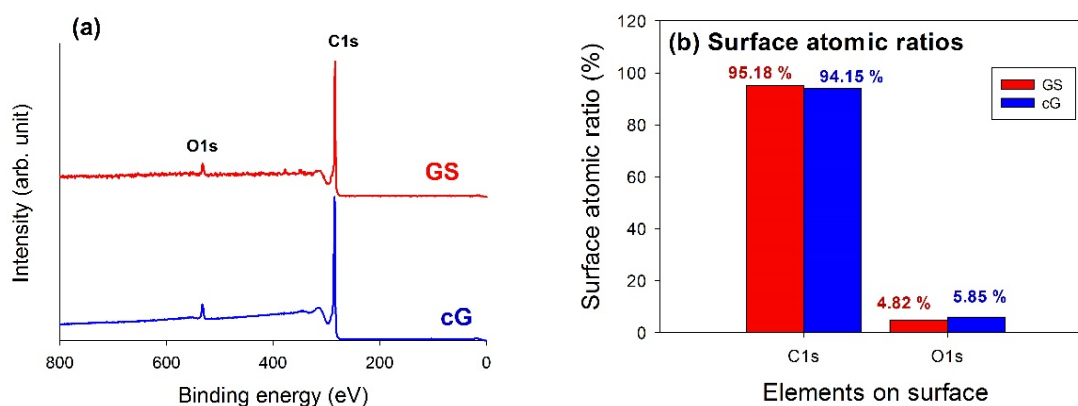 (a)
C1s
O1s
GS
cG
Intensity (arb. unit)
800
600
400
200
0
Binding energy (eV)
(b) Surface atomic ratios
120
100
80
60
40
20
0
Surface atomic ratio (%)
95.18 %
94.15 %
4.82 %
5.85 %
GS
cG
C1s
O1s
Elements on surface